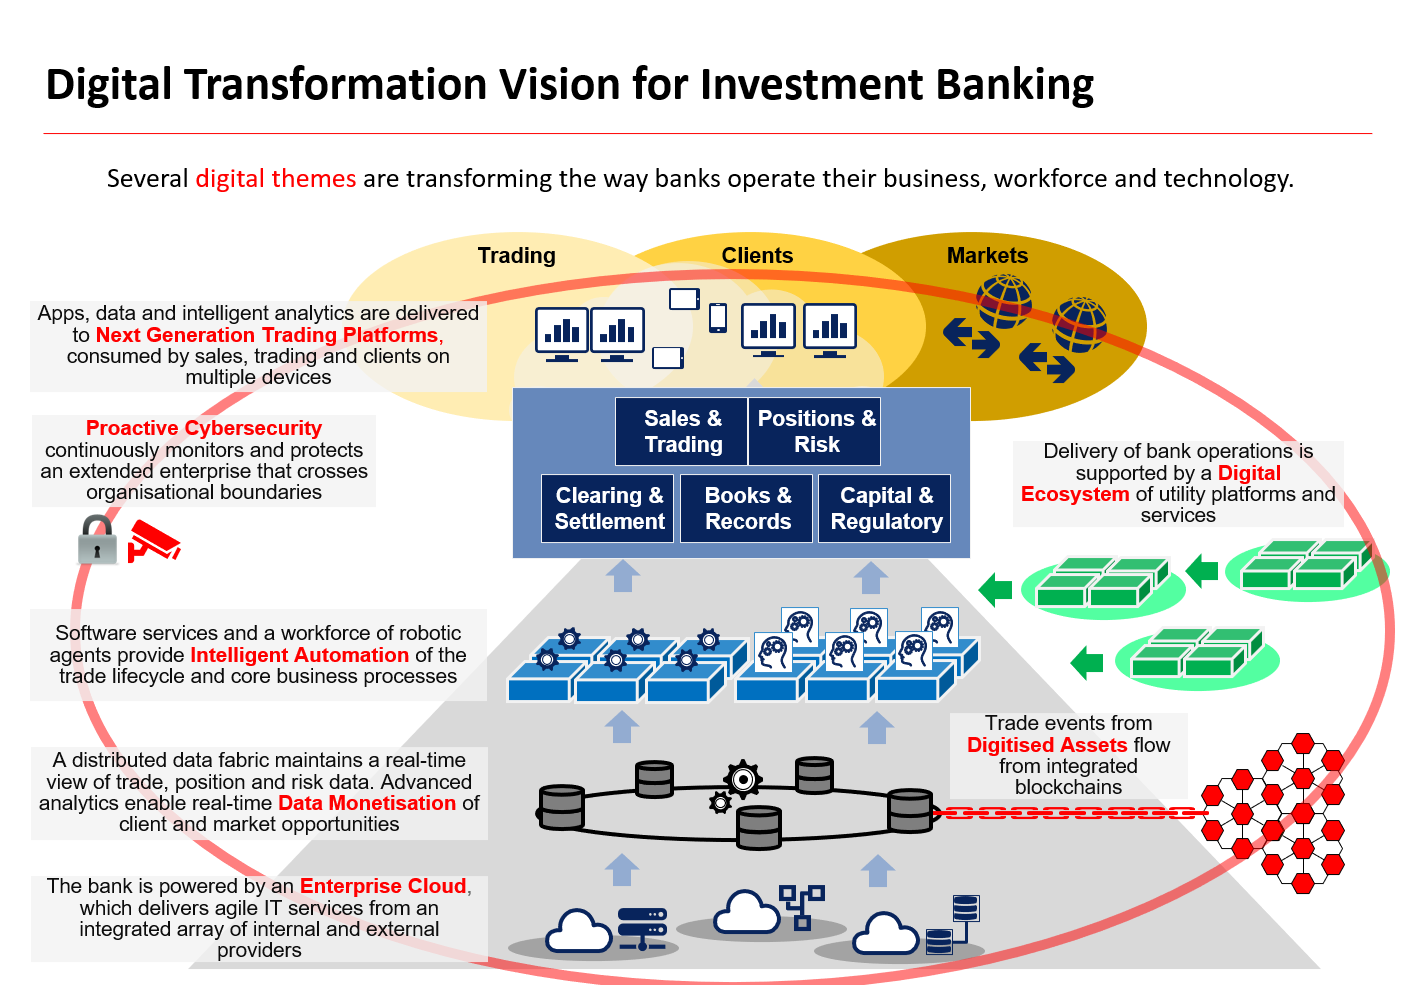 Digital Transformation Vision for Investment Banking
Several digital themes are transforming the way banks operate their business, workforce and technology.
Trading
Clients
Markets
Apps, data and intelligent analytics are delivered
to Next Generation Trading Platforms,
consumed by sales, trading and clients on
multiple devices
Proactive Cybersecurity
continuously monitors and protects
an extended enterprise that crosses
organisational boundaries
Sales &
Trading
Positions &
Risk
Clearing &
Settlement
Books &
Records
Capital &
Regulatory
Delivery of bank operations is
supported by a Digital
Ecosystem of utility platforms and
services
Software services and a workforce of robotic
agents provide Intelligent Automation of the
trade lifecycle and core business processes
Trade events from
Digitised Assets flow
from integrated
blockchains
A distributed data fabric maintains a real-time
view of trade, position and risk data. Advanced
analytics enable real-time Data Monetisation of
client and market opportunities
The bank is powered by an Enterprise Cloud,
which delivers agile IT services from an
integrated array of internal and external
providers